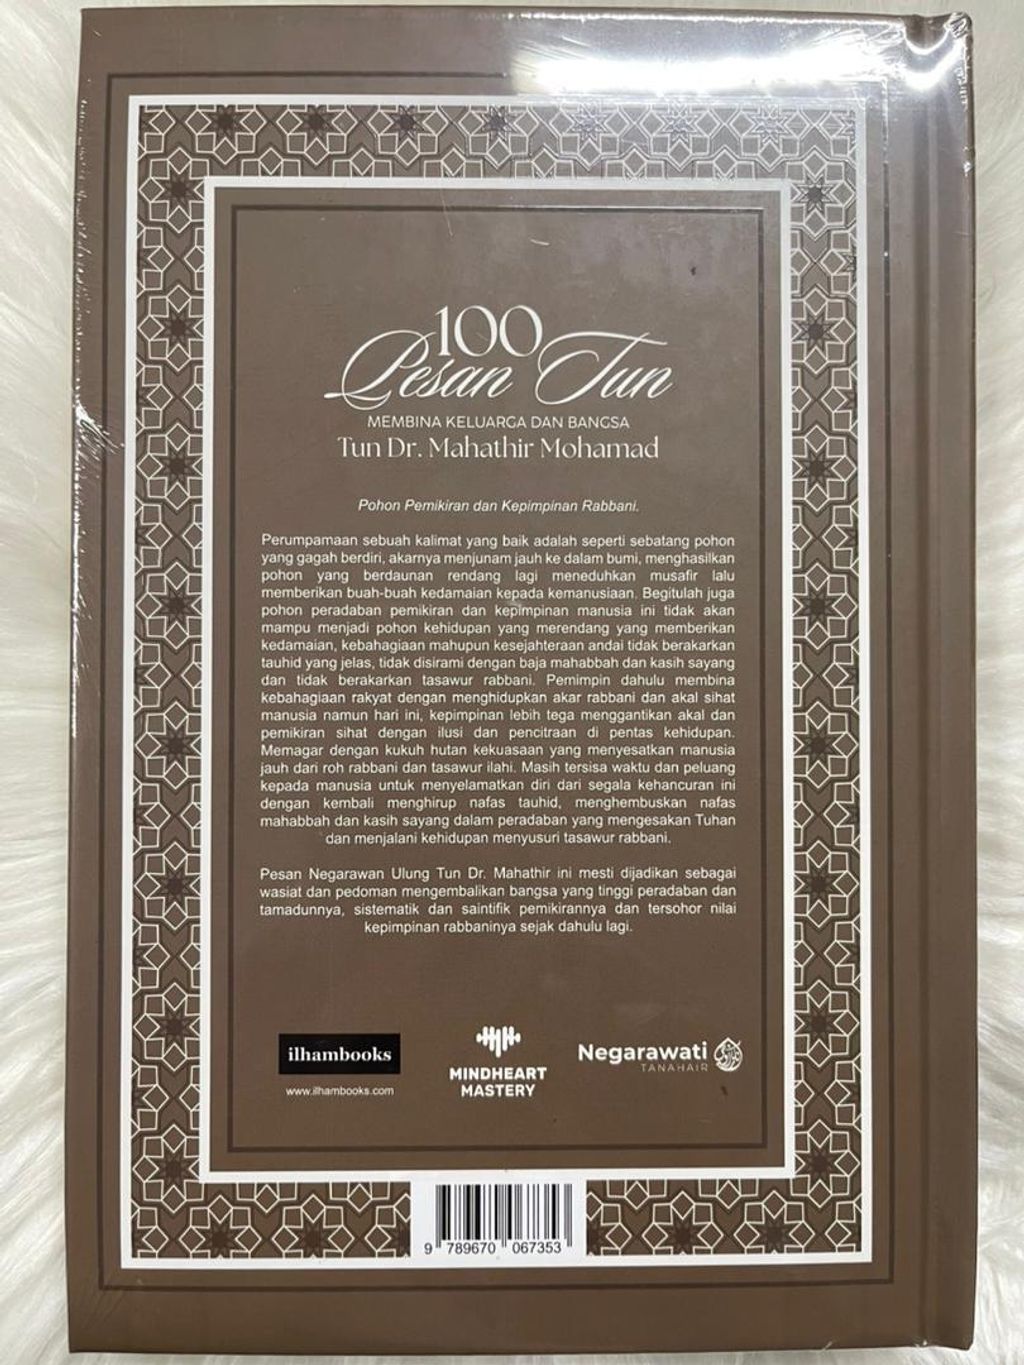 100
Pesan Tun
MEMBINA KELUARGA DAN BANGSA
Tun Dr. Mahathir Mohamad
Pohon Pemikiran dan Kepimpinan Rabbani.
Perumpamaan sebuah kalimat yang baik adalah seperti sebatang pohon
yang gagah berdiri, akarnya menjunam jauh ke dalam bumi, menghasilkan
pohon yang berdaunan rendang lagi meneduhkan musafir lalu
memberikan buah-buah kedamaian kepada kemanusiaan. Begitulah juga
pohon peradaban pemikiran dan kepimpinan manusia ini tidak akan
mampu menjadi pohon kehidupan yang merendang yang memberikan
kedamaian, kebahagiaan mahupun kesejahteraan andai tidak berakarkan
tauhid yang jelas, tidak disirami dengan baja mahabbah dan kasih sayang
dan tidak berakarkan tasawur rabbani. Pemimpin dahulu membina
kebahagiaan rakyat dengan menghidupkan akar rabbani dan akal sihat
manusia namun hari ini, kepimpinan lebih tega menggantikan akal dan
pemikiran sihat dengan ilusi dan pencitraan di pentas kehidupan.
Memagar dengan kukuh hutan kekuasaan yang menyesatkan manusia
jauh dari roh rabbani dan tasawur ilahi. Masih tersisa waktu dan peluang
kepada manusia untuk menyelamatkan diri dari segala kehancuran ini
dengan kembali menghirup nafas tauhid, menghembuskan nafas
mahabbah dan kasih sayang dalam peradaban yang mengesakan Tuhan
dan menjalani kehidupan menyusuri tasawur rabbani.
Pesan Negarawan Ulung Tun Dr. Mahathir ini mesti dijadikan sebagai
wasiat dan pedoman mengembalikan bangsa yang tinggi peradaban dan
tamadunnya, sistematik dan saintifik pemikirannya dan tersohor nilai
kepimpinan rabbaninya sejak dahulu lagi.
ilhambooks
www.ilhambooks.com
MINDHEART
MASTERY
Negarawati
TANAHAIR
9 789670 067353